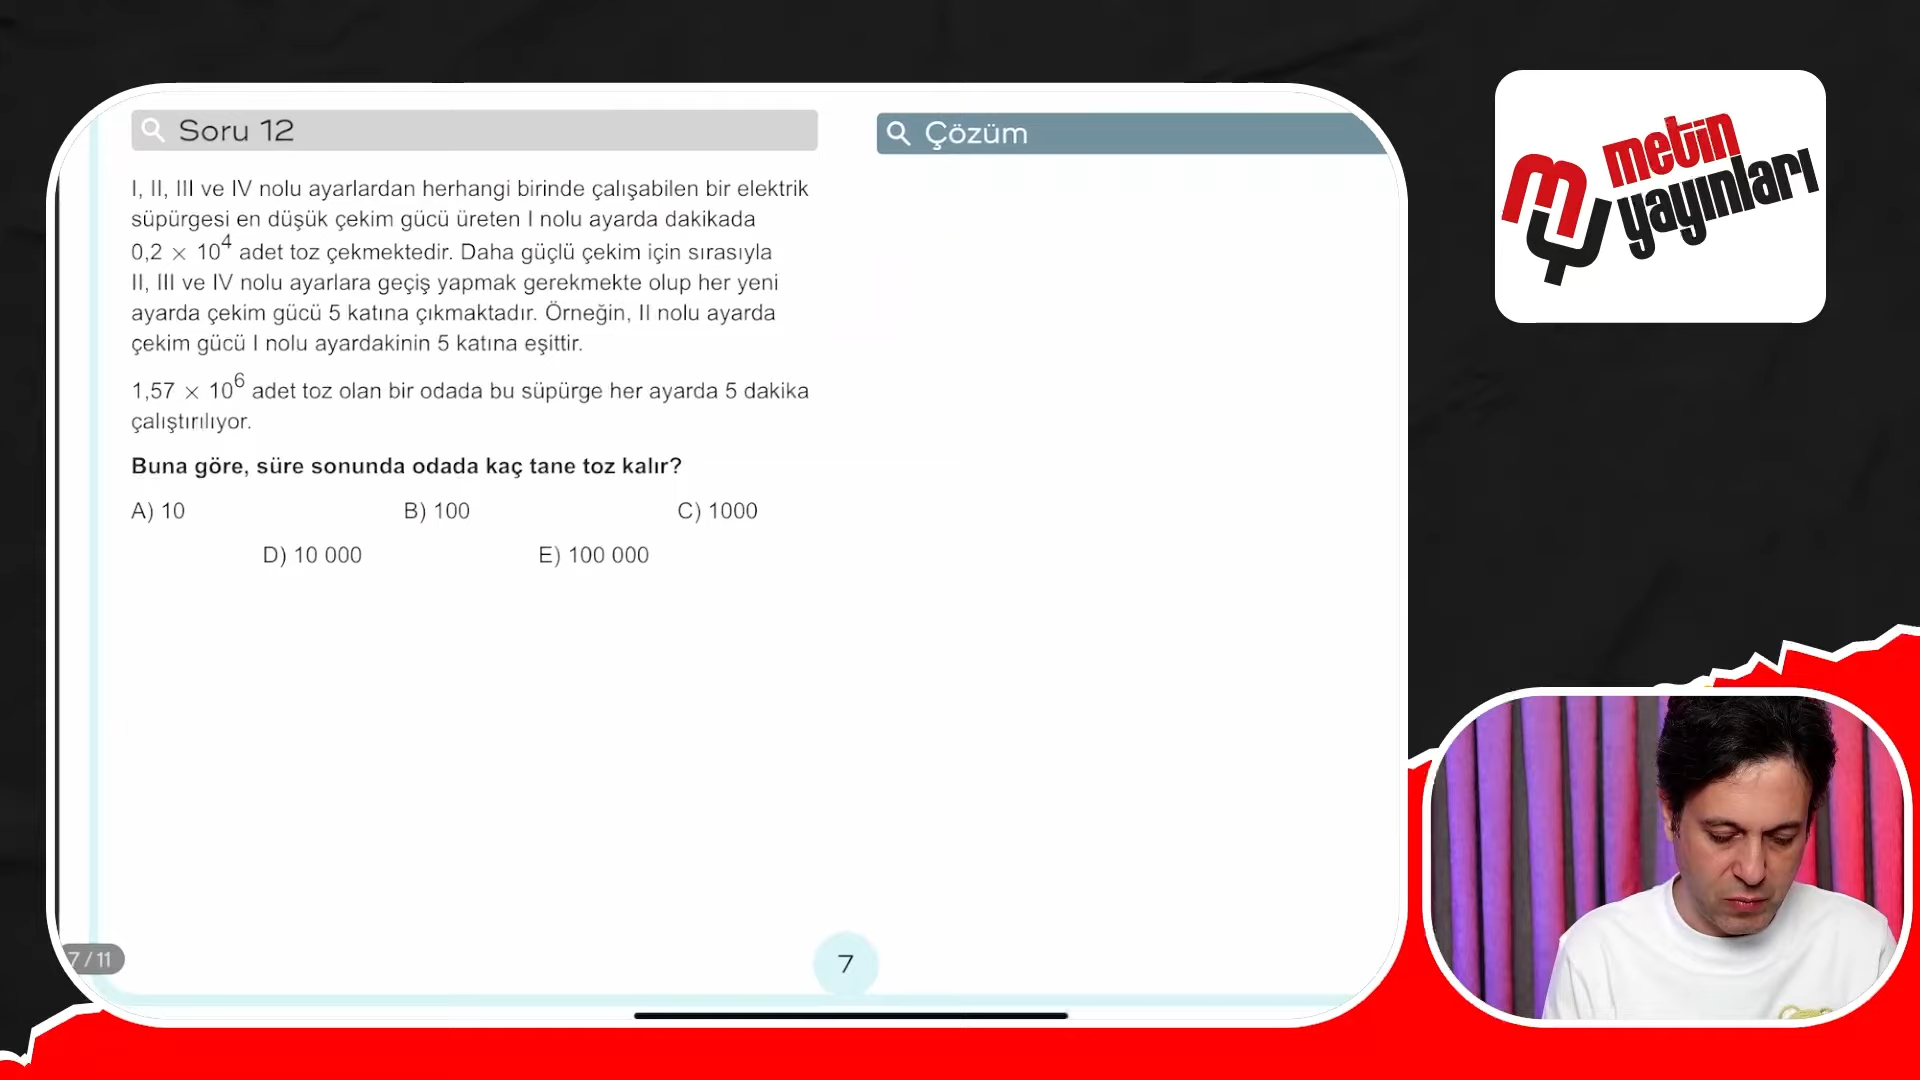 Soru 12
I, II, III ve IV nolu ayarlardan herhangi birinde çalışabilen bir elektrik
süpürgesi en düşük çekim gücü üreten I nolu ayarda dakikada
0,2 × 10⁴ adet toz çekmektedir. Daha güçlü çekim için sırasıyla
II, III ve IV nolu ayarlara geçiş yapmak gerekmekte olup her yeni
ayarda çekim gücü 5 katına çıkmaktadır. Örneğin, II nolu ayarda
çekim gücü I nolu ayardakinin 5 katına eşittir.
1,57 × 10⁶ adet toz olan bir odada bu süpürge her ayarda 5 dakika
çalıştırılıyor.
Buna göre, süre sonunda odada kaç tane toz kalır?
A) 10 B) 100 C) 1000
D) 10 000 E) 100 000
Çözüm
7 / 11
7
metin
yayınları